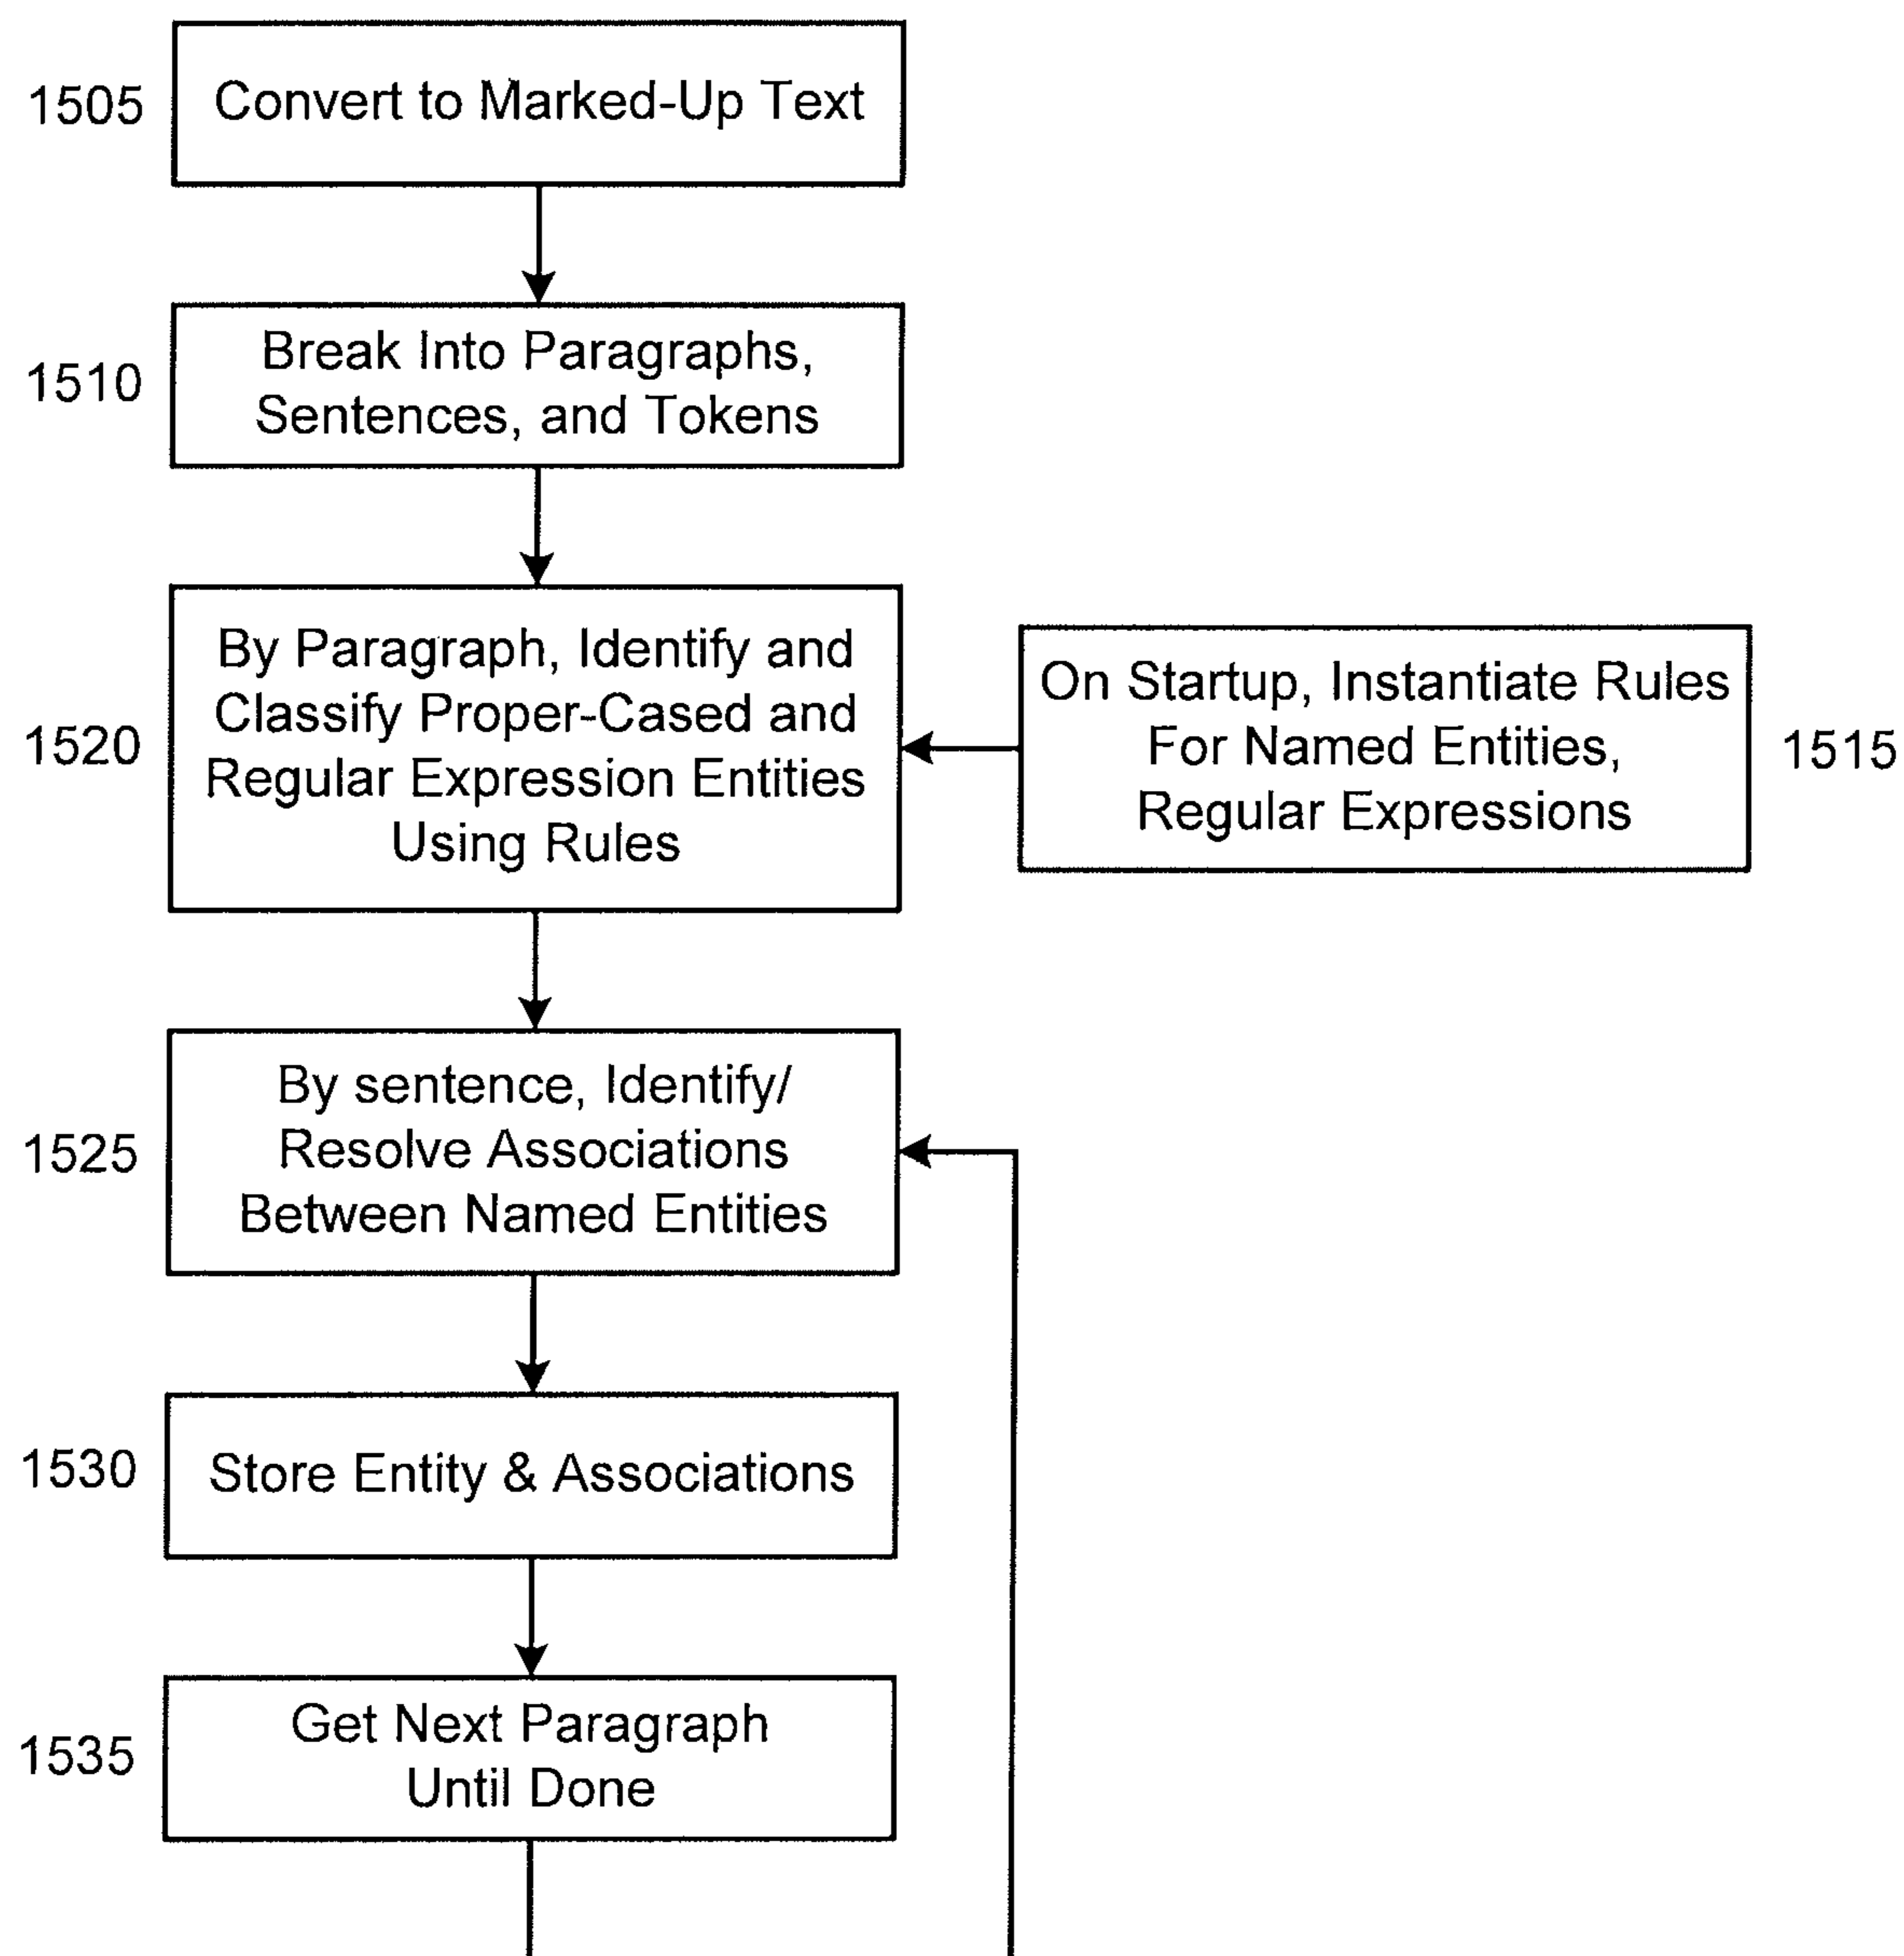 1505
Convert to Marked-Up Text
1510
Break Into Paragraphs,
Sentences, and Tokens
1520
By Paragraph, Identify and
Classify Proper-Cased and
Regular Expression Entities
Using Rules
On Startup, Instantiate Rules
For Named Entities,
Regular Expressions
1515
1525
By sentence, Identify/
Resolve Associations
Between Named Entities
1530
Store Entity & Associations
1535
Get Next Paragraph
Until Done